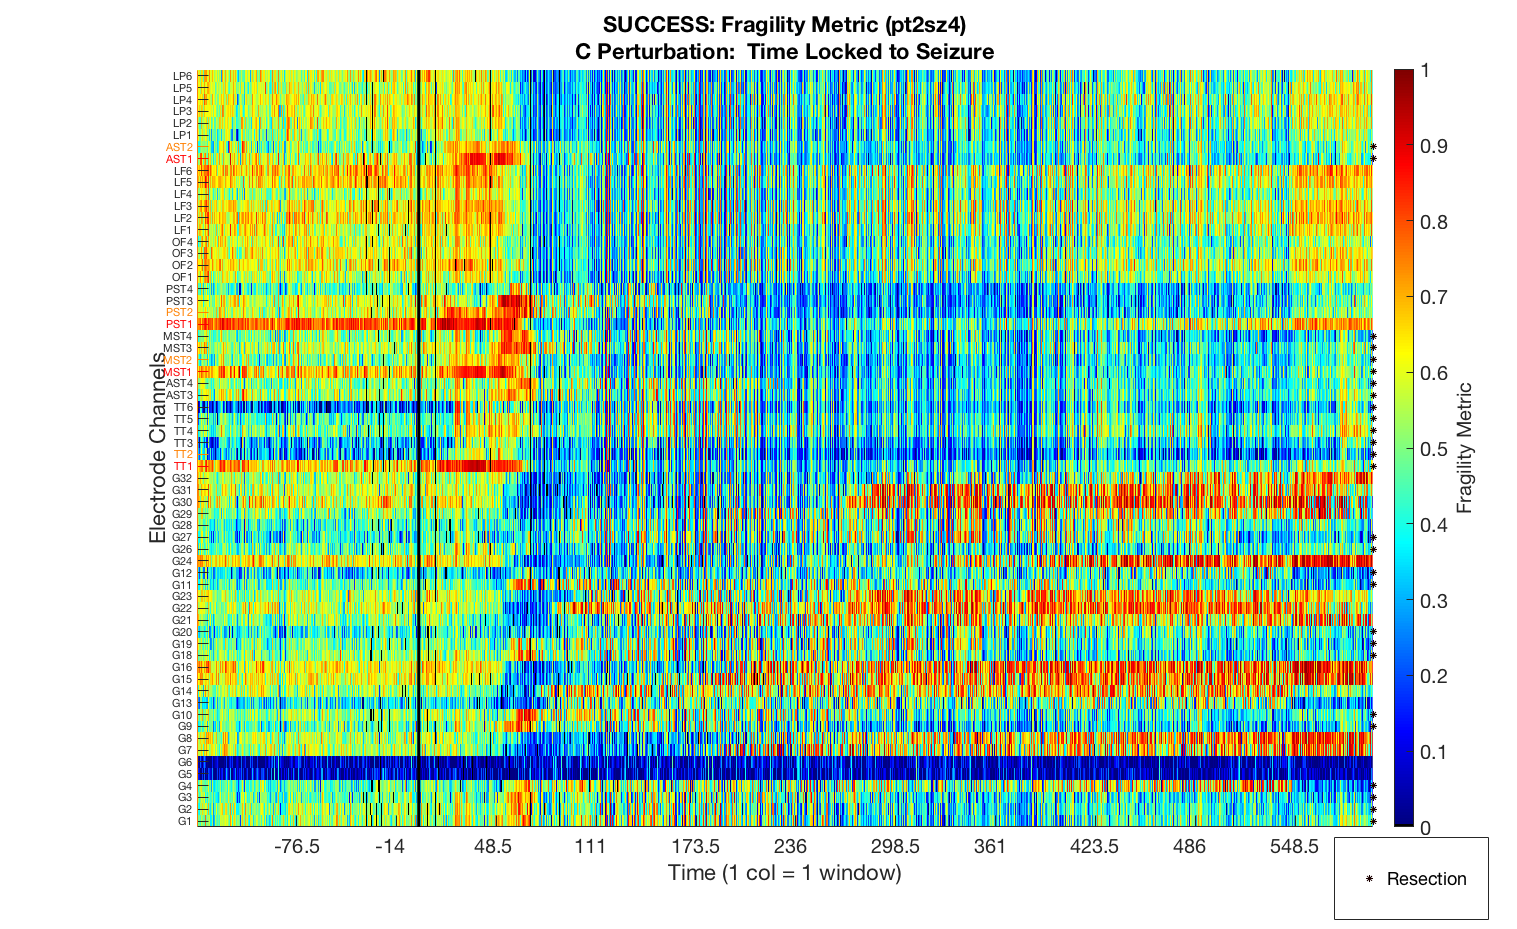 SUCCESS: Fragility Metric (pt2sz4)
C Perturbation: Time Locked to Seizure
LP6
LP5
LP4
LP3
LP2
LP1
AST2
AST1
LF6
LF5
LF4
LF3
LF2
LF1
OF4
OF3
OF2
OF1
PST4
PST3
PST2
PST1
MST4
MST3
MST2
MST1
AST4
AST3
TT6
TT5
TT4
TT3
TT2
TT1
G32
G31
G30
G29
G28
G27
G26
G24
G12
G11
G23
G22
G21
G20
G19
G18
G16
G15
G14
G13
G10
G9
G8
G7
G6
G5
G4
G3
G2
G1
Electrode Channels
-76.5
-14
48.5
111
173.5
236
298.5
361
423.5
486
548.5
Time (1 col = 1 window)
1
0.9
0.8
0.7
0.6
0.5
0.4
0.3
0.2
0.1
0
Fragility Metric
Resection